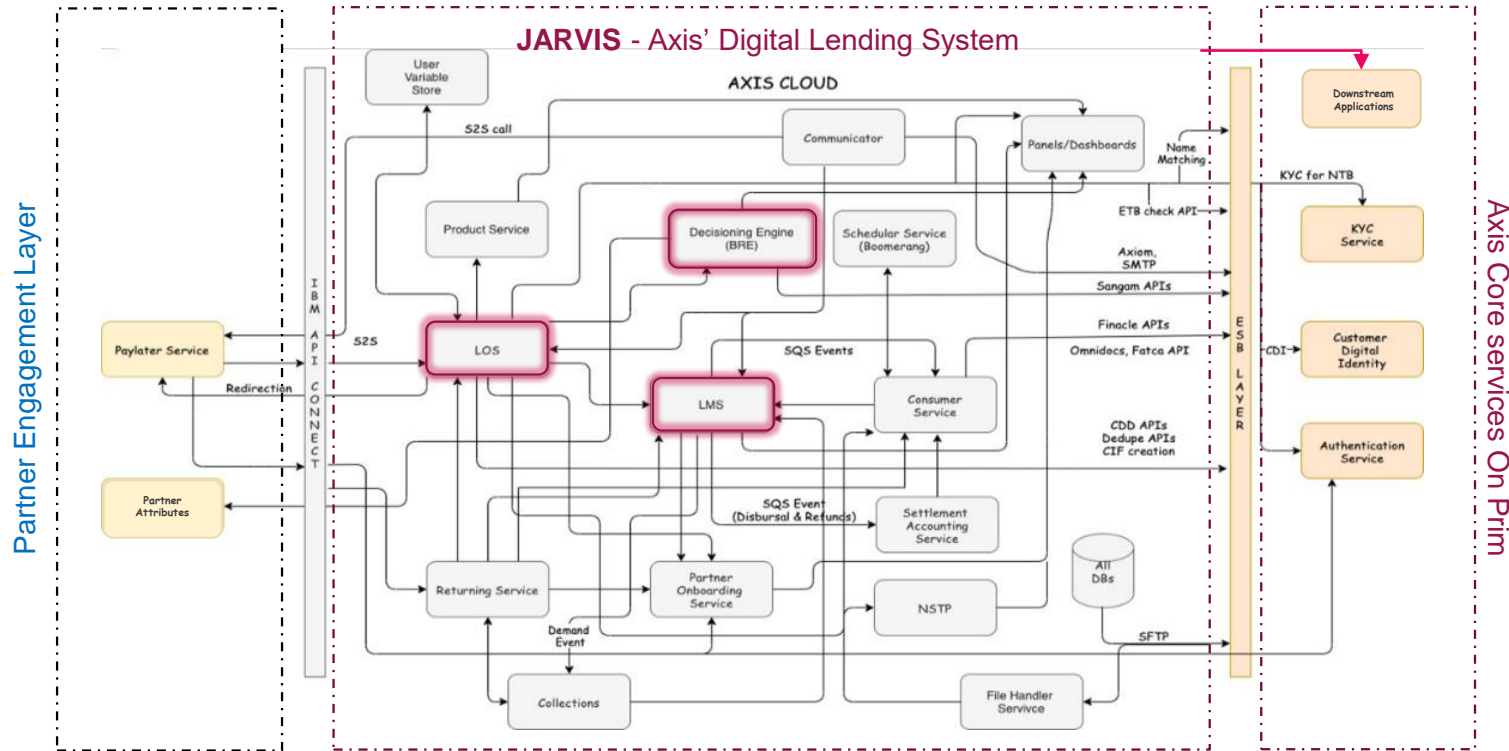 JARVIS - Axis’ Digital Lending System
Partner Engagement Layer
Axis Core services On Prim
AXIS CLOUD
User
Variable
Store
S2S call
Communicator
Panels/Dashboards
Name
Matching
Downstream
Applications
KYC for NTB
ETB check API
KYC
Service
Product Service
Decisioning Engine
(BRE)
Schedular Service
(Boomerang)
Axiom,
SMTP
Sangam APIs
IBM API CONNECT
ESB LAYER
Paylater Service
S2S
LOS
SQS Events
Finacle APIs
Omnidocs, Fatca API
CDI
Customer
Digital
Identity
Redirection
LMS
Consumer
Service
CDD APIs
Dedupe APIs
CIF creation
Authentication
Service
Partner
Attributes
SQS Event
(Disbursal & Refunds)
Settlement
Accounting
Service
All
DBs
Returning Service
Partner
Onboarding
Service
NSTP
Demand
Event
SFTP
Collections
File Handler
Servivce